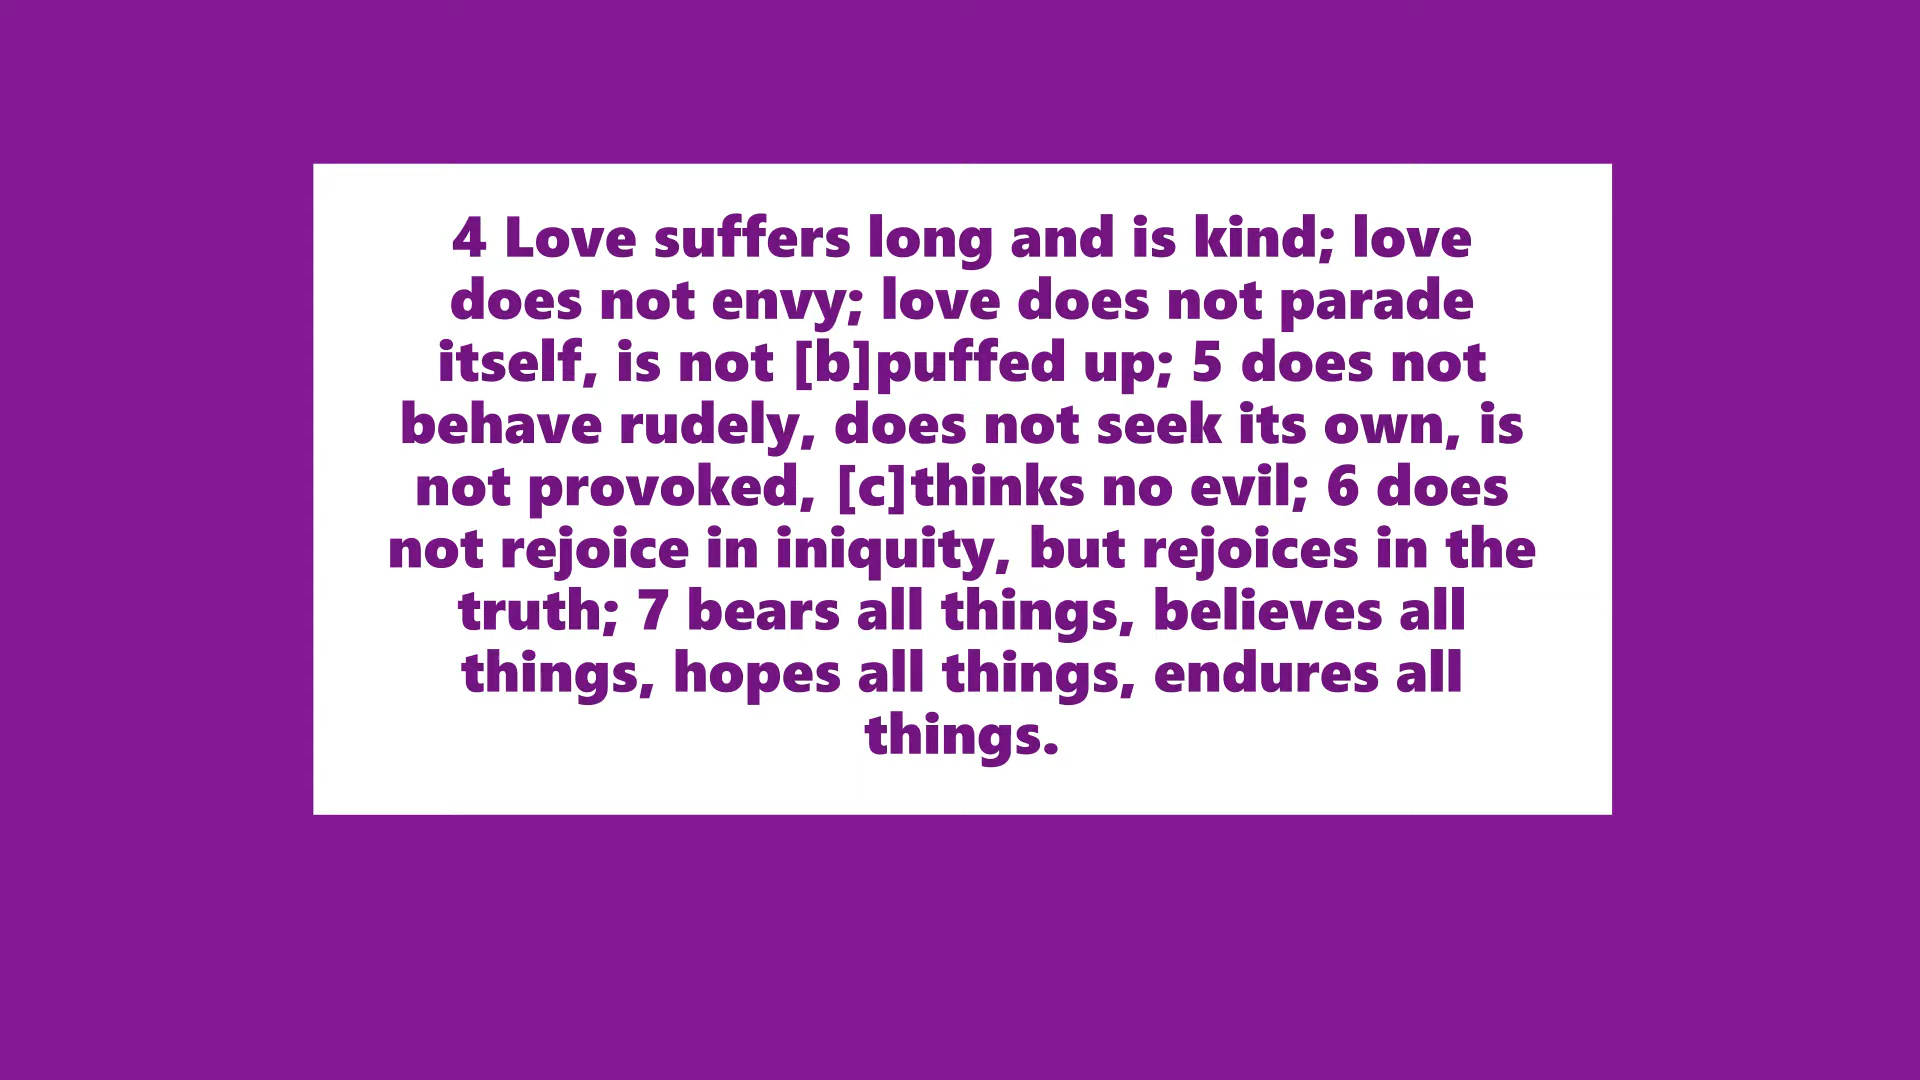 4 Love suffers long and is kind; love
does not envy; love does not parade
itself, is not [b]puffed up; 5 does not
behave rudely, does not seek its own, is
not provoked, [c]thinks no evil; 6 does
not rejoice in iniquity, but rejoices in the
truth; 7 bears all things, believes all
things, hopes all things, endures all
things.